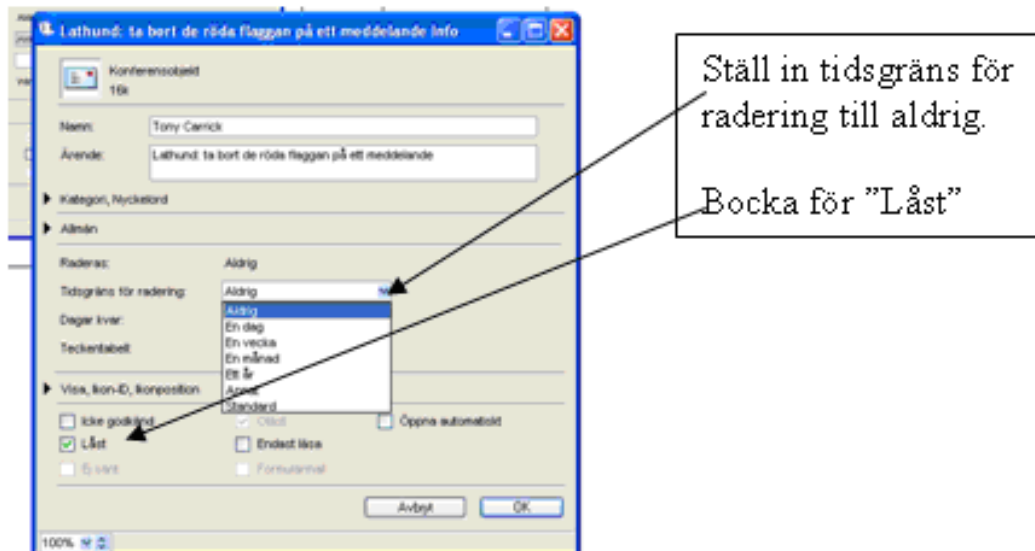 Lathund: ta bort de röda flaggan på ett meddelande Info
Konferensobjekt
16k
Namn: Tony Carrick
Ärende: Lathund: ta bort de röda flaggan på ett meddelande
Kategori, Nyckelord
Allmän
Raderas: Aldrig
Tidsgräns för radering: Aldrig
Aldrig
En dag
Dagar kvar:
En vecka
En månad
Teckentabell:
Ett år
Annat
Visa, Ikon-ID, Ikonposition
Standard
Icke godkänd Oläst Öppna automatiskt
Låst Endast läsa
Ej sänt Formulärmall
Avbryt OK
100%
Ställ in tidsgräns för
radering till aldrig.
Bocka för ”Låst”